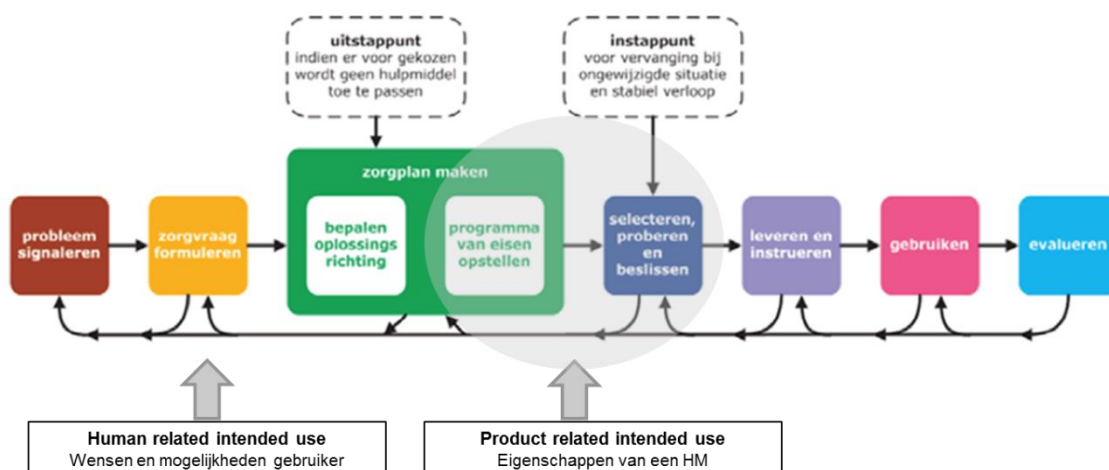 uitstappunt
indien er voor gekozen
wordt geen hulpmiddel
toe te passen
instappunt
voor vervanging bij
ongewijzigde situatie
en stabiel verloop
zorgplan maken
probleem
signaleren
zorgvraag
formuleren
bepalen
oplossings
richting
programma
van eisen
opstellen
selecteren,
proberen
en
beslissen
leveren en
instrueren
gebruiken
evalueren
Human related intended use
Wensen en mogelijkheden gebruiker
Product related intended use
Eigenschappen van een HM